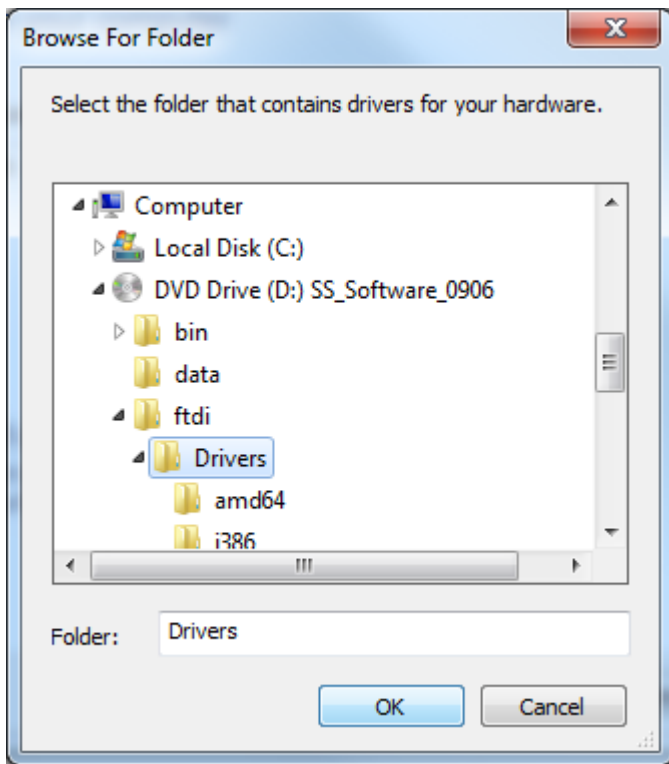 Browse For Folder
Select the folder that contains drivers for your hardware.
Computer
Local Disk (C:)
DVD Drive (D:) SS_Software_0906
bin
data
ftdi
Drivers
amd64
i386
Folder: Drivers
OK Cancel